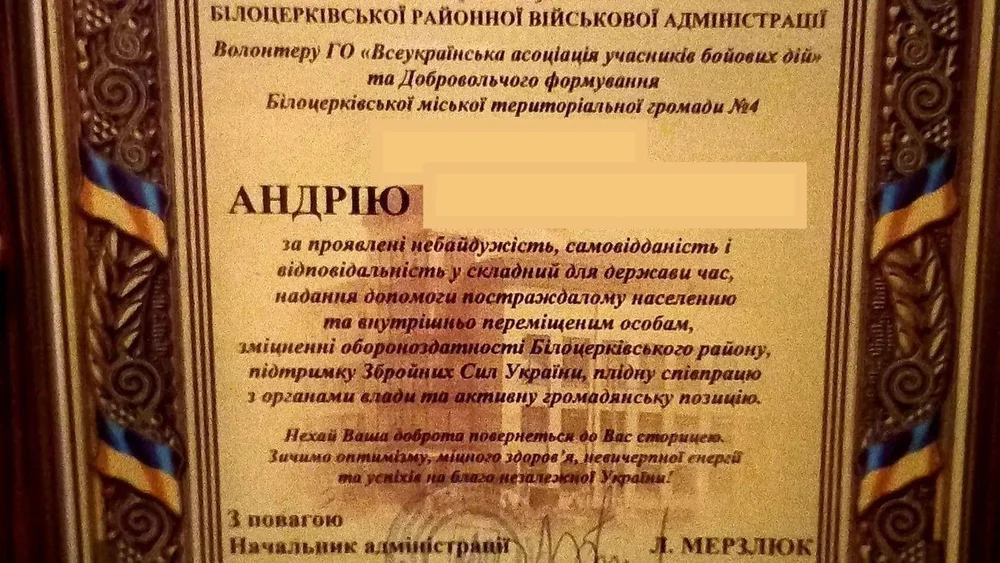 БІЛОЦЕРКІВСЬКОЇ РАЙОННОЇ ВІЙСЬКОВОЇ АДМІНІСТРАЦІЇ
Волонтеру ГО «Всеукраїнська асоціація учасників бойових дій»
та Добровольчого формування
Білоцерківської міської територіальної громади №4
АНДРІЮ
за проявлені небайдужість, самовідданість і
відповідальність у складний для держави час,
надання допомоги постраждалому населенню
та внутрішньо переміщеним особам,
зміцненні обороноздатності Білоцерківського району,
підтримку Збройних Сил України, плідну співпрацю
з органами влади та активну громадянську позицію.
Нехай Ваша доброта повернеться до Вас сторицею.
Зичимо оптимізму, міцного здоров’я, невичерпної енергії
та успіхів на благо незалежної України!
З повагою
Начальник адміністрації Л. МЕРЗЛЮК